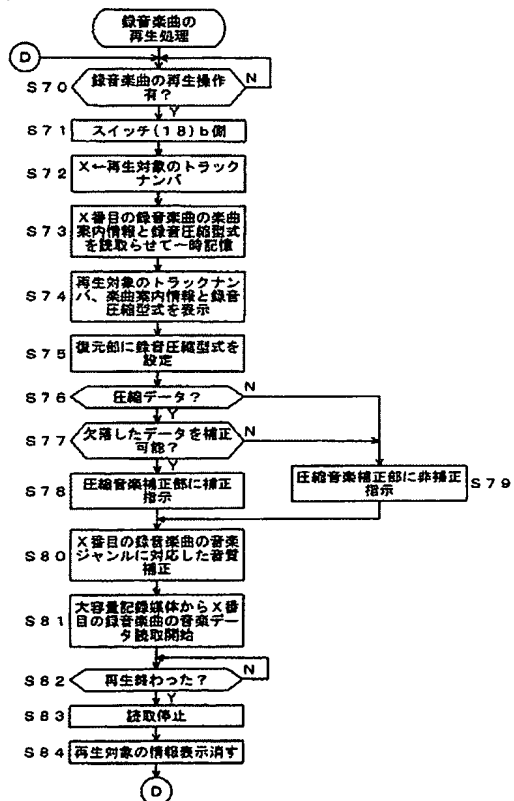 録音楽曲の
再生処理
D
S70
録音楽曲の再生操作
有?
N
Y
S71
スイッチ(18)b側
S72
X←再生対象のトラック
ナンバ
S73
X番目の録音楽曲の楽曲
案内情報と録音圧縮型式
を読取らせて一時記憶
S74
再生対象のトラックナン
バ、楽曲案内情報と録音
圧縮型式を表示
S75
復元部に録音圧縮型式を
設定
S76
圧縮データ?
N
Y
S77
欠落したデータを補正
可能?
N
Y
S78
圧縮音楽補正部に補正
指示
圧縮音楽補正部に非補正
指示
S79
S80
X番目の録音楽曲の音楽
ジャンルに対応した音質
補正
S81
大容量記録媒体からX番
目の録音楽曲の音楽デー
タ読取開始
S82
再生終わった?
N
Y
S83
読取停止
S84
再生対象の情報表示消す
D